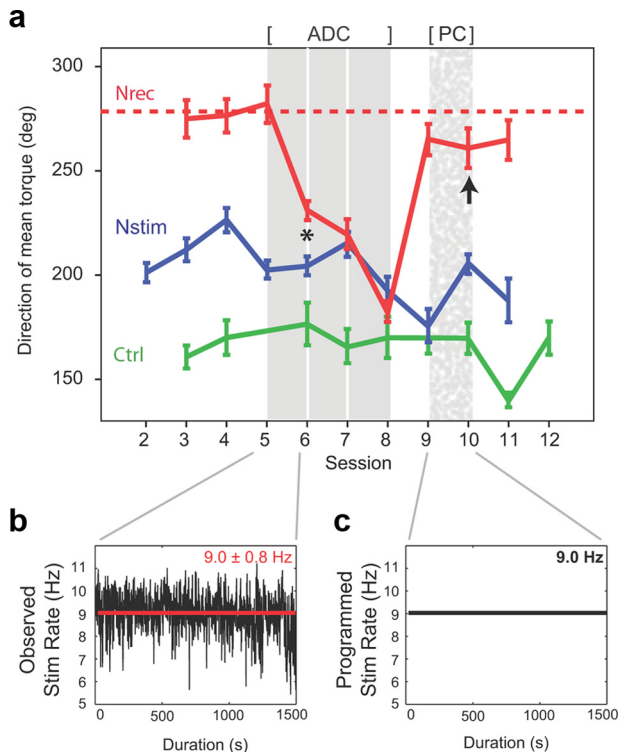 a
[ ADC ] [ PC ]
300
250
200
150
Direction of mean torque (deg)
Nrec
Nstim
Ctrl
*
2 3 4 5 6 7 8 9 10 11 12
Session
b
9.0 ± 0.8 Hz
11
10
9
8
7
6
5
Observed
Stim Rate (Hz)
0 500 1000 1500
Duration (s)
c
9.0 Hz
11
10
9
8
7
6
5
Programmed
Stim Rate (Hz)
0 500 1000 1500
Duration (s)